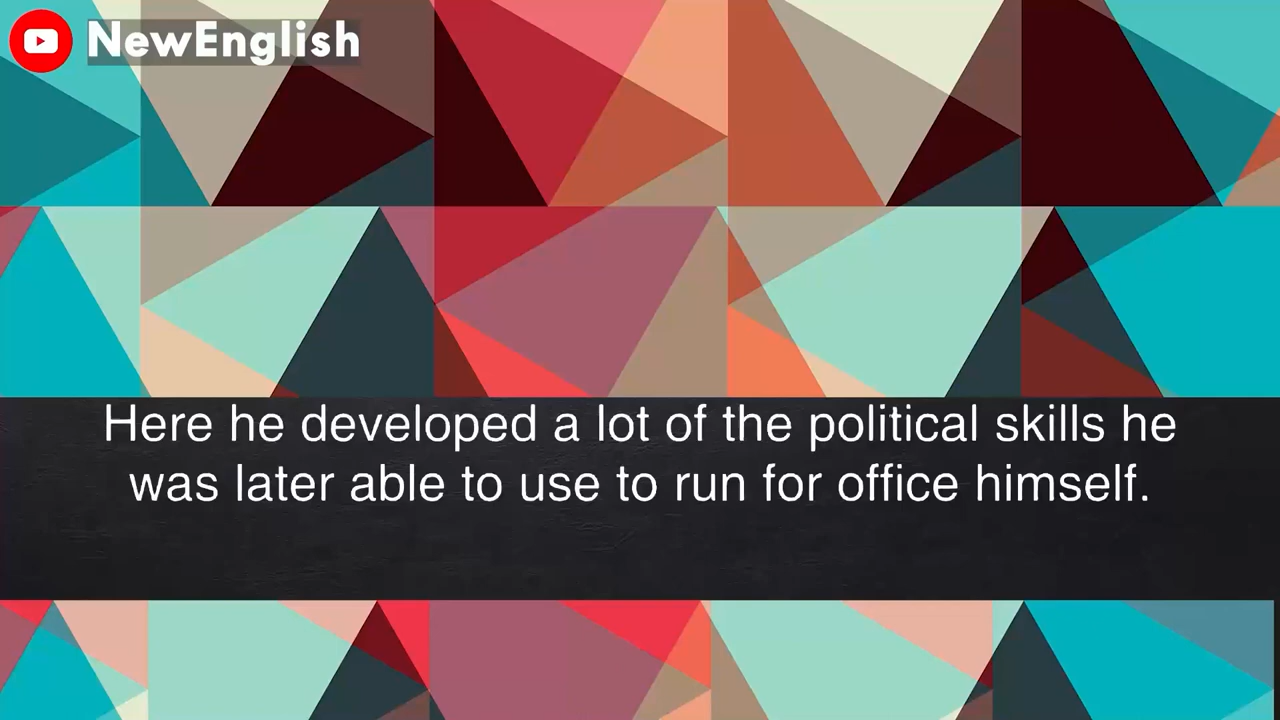 NewEnglish
Here he developed a lot of the political skills he
was later able to use to run for office himself.